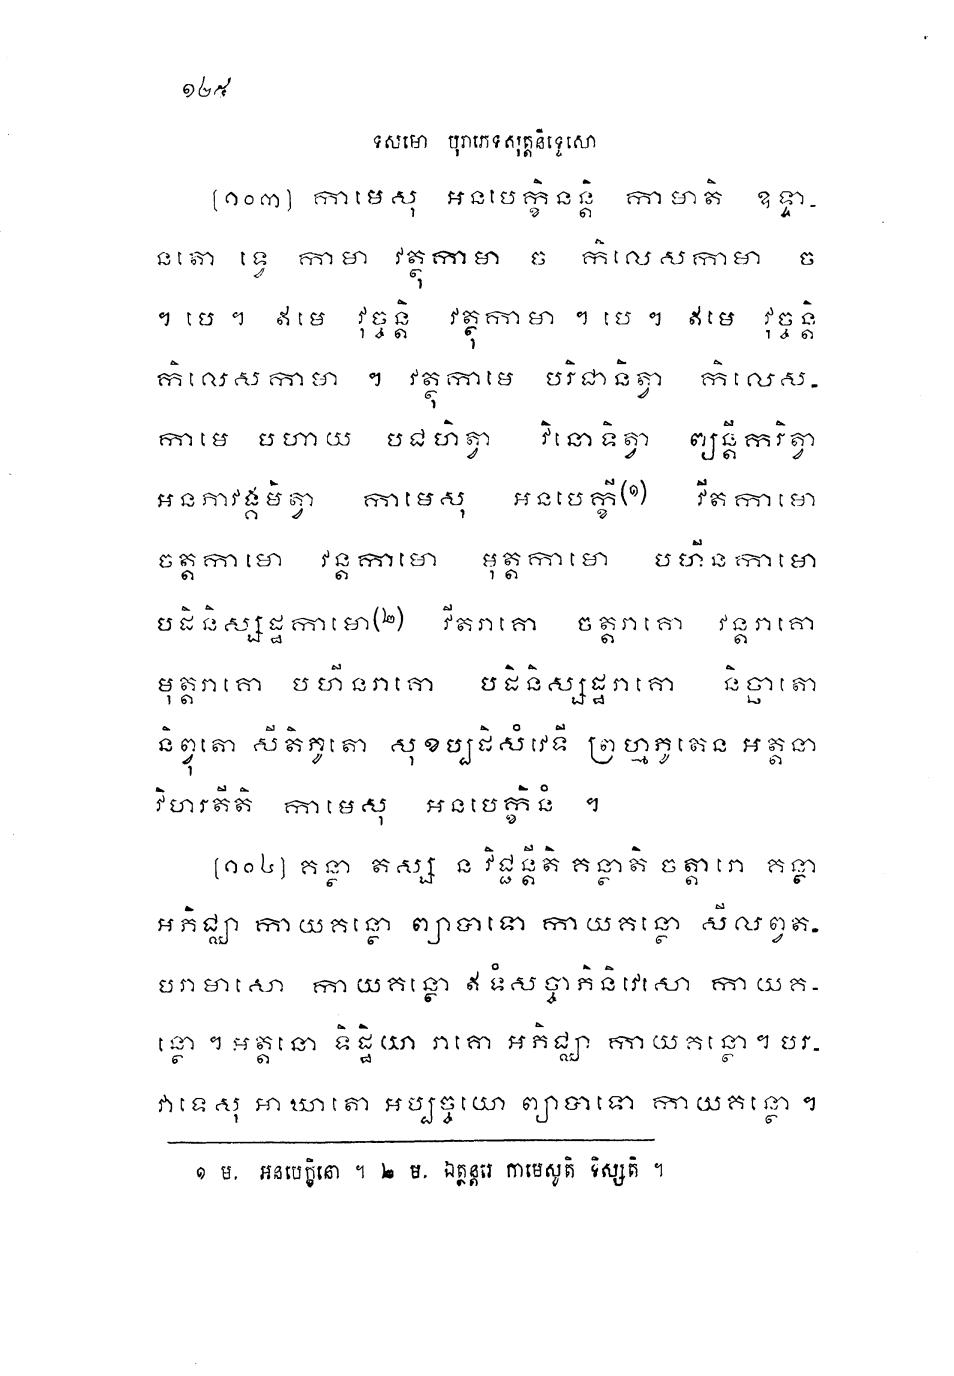 ១៤៥
ទសមោ បុរាភេទសុត្តនិទ្ទេសោ
(១០៣) កាមេសុ អនបេក្ខិនន្តិ កាមាតិ ឧទ្ទា-
នតោ ទ្វេ កាមា វត្ថុកាមា ច កិលេសកាមា ច
។ បេ ។ ឥមេ វុច្ចន្តិ វត្ថុកាមា ។ បេ ។ ឥមេ វុច្ចន្តិ
កិលេសកាមា ។ វត្ថុកាមេ បរិជានិត្វា កិលេស-
កាមេ បហាយ បជហិត្វា វិនោទិត្វា ព្យន្តីករិត្វា
អនភាវង្គមិត្វា កាមេសុ អនបេក្ខី(១) វីតកាមោ
ចត្តកាមោ វន្តកាមោ មុត្តកាមោ បហីនកាមោ
បដិនិស្សដ្ឋកាមោ(២) វីតរាគោ ចត្តរាគោ វន្តរាគោ
មុត្តរាគោ បហីនរាគោ បដិនិស្សដ្ឋរាគោ និច្ឆាតោ
និព្វុតោ សីតិភូតោ សុខប្បដិសំវេទី ព្រហ្មភូតេន អត្តនា
វិហរតីតិ កាមេសុ អនបេក្ខិនំ ។
(១០៤) គន្ថា តស្ស ន វិជ្ជន្តីតិ គន្ថាតិ ចត្តារោ គន្ថា
អភិជ្ឈា កាយគន្ថោ ព្យាបាទោ កាយគន្ថោ សីលព្វត-
បរាមាសោ កាយគន្ថោ ឥទំសច្ចាភិនិវេសោ កាយគ-
ន្ថោ ។ អត្តនោ ទិដ្ឋិយា រាគោ អភិជ្ឈា កាយគន្ថោ ។ បរ-
វាទេសុ អាឃាតោ អប្បច្ចយោ ព្យាបាទោ កាយគន្ថោ ។
១ ម. អនបេក្ខិនោ ។ ២ ម. ឯត្ថន្តរេ កាមេសូតិ ទិស្សតិ ។